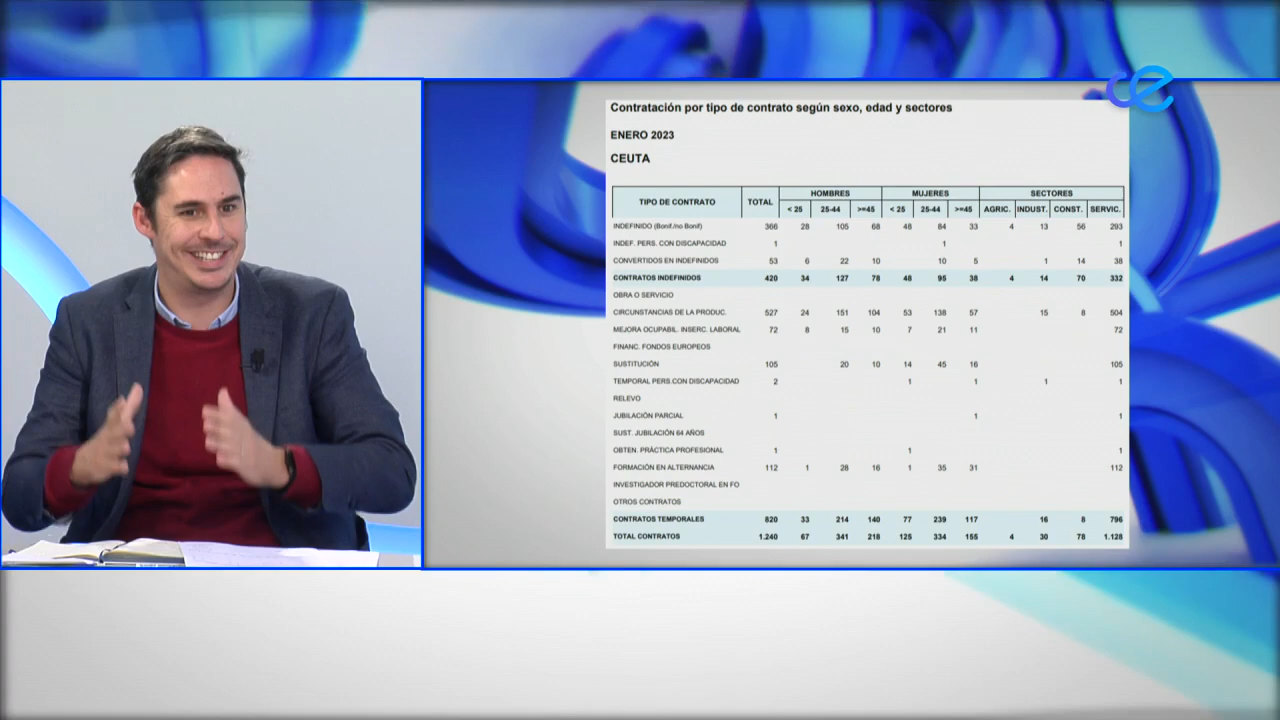 ce
Contratación por tipo de contrato según sexo, edad y sectores
ENERO 2023
CEUTA
HOMBRES MUJERES SECTORES
TIPO DE CONTRATO TOTAL < 25 25-44 >=45 < 25 25-44 >=45 AGRIC. INDUST. CONST. SERVIC.
INDEFINIDO (Bonif./no Bonif) 366 28 105 68 48 84 33 4 13 56 293
INDEF. PERS. CON DISCAPACIDAD 1 1 1
CONVERTIDOS EN INDEFINIDOS 53 6 22 10 10 5 1 14 38
CONTRATOS INDEFINIDOS 420 34 127 78 48 95 38 4 14 70 332
OBRA O SERVICIO
CIRCUNSTANCIAS DE LA PRODUC. 527 24 151 104 53 138 57 15 8 504
MEJORA OCUPABIL. INSERC. LABORAL 72 8 15 10 7 21 11 72
FINANC. FONDOS EUROPEOS
SUSTITUCIÓN 105 20 10 14 45 16 105
TEMPORAL PERS.CON DISCAPACIDAD 2 1 1 1 1
RELEVO
JUBILACIÓN PARCIAL 1 1 1
SUST. JUBILACIÓN 64 AÑOS
OBTEN. PRÁCTICA PROFESIONAL 1 1 1
FORMACIÓN EN ALTERNANCIA 112 1 28 16 1 35 31 112
INVESTIGADOR PREDOCTORAL EN FO
OTROS CONTRATOS
CONTRATOS TEMPORALES 820 33 214 140 77 239 117 16 8 796
TOTAL CONTRATOS 1.240 67 341 218 125 334 155 4 30 78 1.128